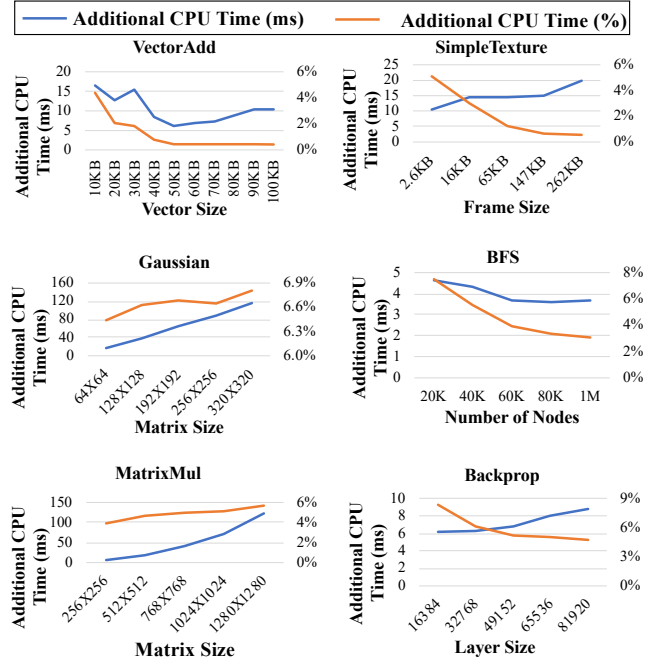 Additional CPU Time (ms) Additional CPU Time (%)
VectorAdd
Additional CPU
Time (ms)
20
15
10
5
0
6%
4%
2%
0%
10KB
20KB
30KB
40KB
50KB
60KB
70KB
80KB
90KB
100KB
Vector Size
SimpleTexture
Additional CPU
Time (ms)
25
20
15
10
5
0
6%
4%
2%
0%
2.6KB
16KB
65KB
147KB
262KB
Frame Size
Gaussian
Additional CPU
Time (ms)
160
120
80
40
0
6.9%
6.6%
6.3%
6.0%
64X64
128X128
192X192
256X256
320X320
Matrix Size
BFS
Additional CPU
Time (ms)
5
4
3
2
1
0
8%
6%
4%
2%
0%
20K
40K
60K
80K
1M
Number of Nodes
MatrixMul
Additional CPU
Time (ms)
150
100
50
0
6%
4%
2%
0%
256X256
512X512
768X768
1024X1024
1280X1280
Matrix Size
Backprop
Additional CPU
Time (ms)
10
8
6
4
2
0
9%
6%
3%
0%
16384
32768
49152
65536
81920
Layer Size